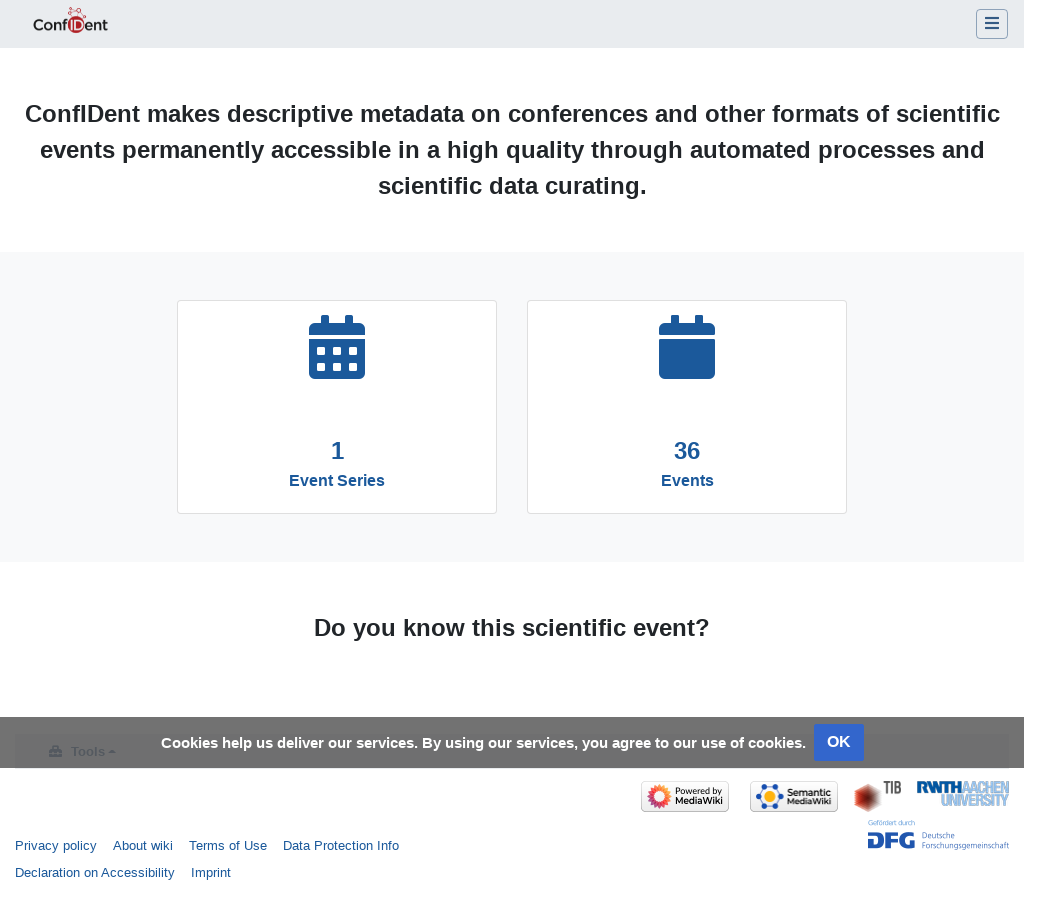 ConfIDent
ConfIDent makes descriptive metadata on conferences and other formats of scientific
events permanently accessible in a high quality through automated processes and
scientific data curating.
1
Event Series
36
Events
Do you know this scientific event?
Tools
Cookies help us deliver our services. By using our services, you agree to our use of cookies.
OK
Powered by
MediaWiki
Semantic
MediaWiki
TIB
RWTH AACHEN
UNIVERSITY
Gefördert durch
DFG
Deutsche
Forschungsgemeinschaft
Privacy policy
About wiki
Terms of Use
Data Protection Info
Declaration on Accessibility
Imprint